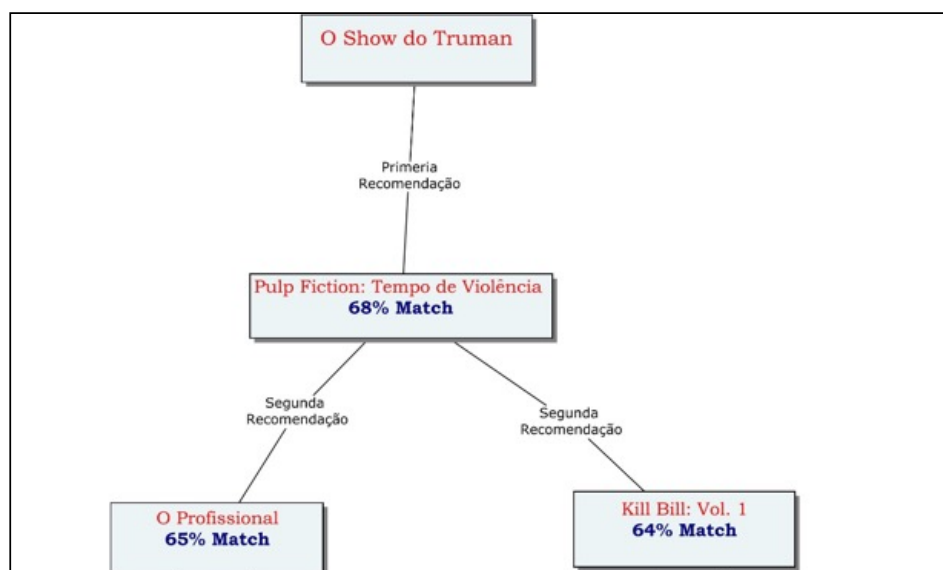 O Show do Truman
Primeria
Recomendação
Pulp Fiction: Tempo de Violência
68% Match
Segunda
Recomendação
Segunda
Recomendação
O Profissional
65% Match
Kill Bill: Vol. 1
64% Match